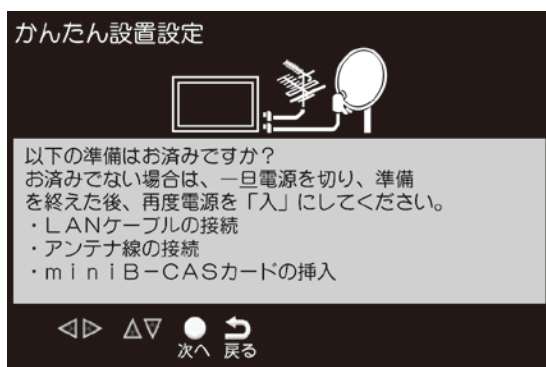 かんたん設置設定
以下の準備はお済みですか？
お済みでない場合は、一旦電源を切り、準備
を終えた後、再度電源を「入」にしてください。
・ＬＡＮケーブルの接続
・アンテナ線の接続
・ｍｉｎｉＢ－ＣＡＳカードの挿入
次へ 戻る